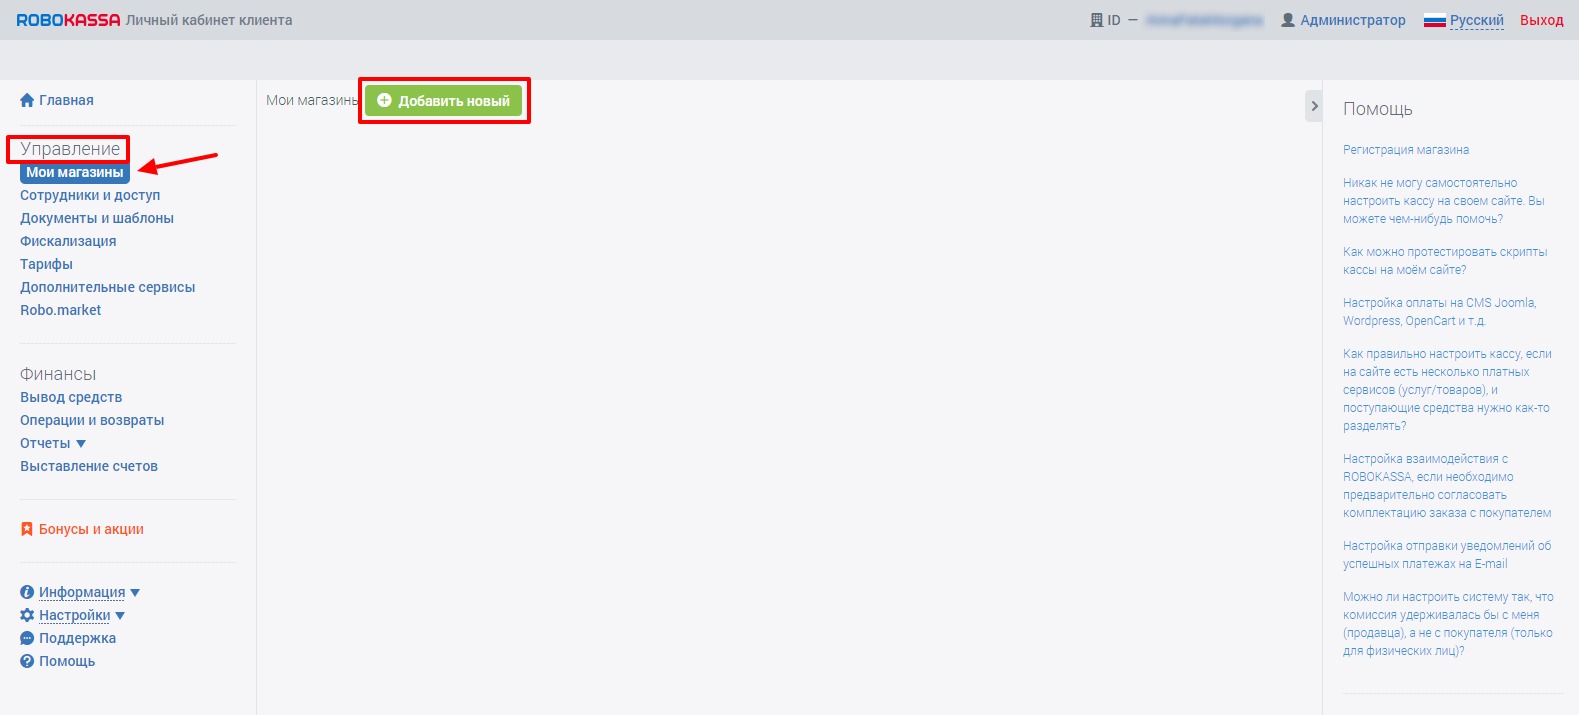 ROBOKASSA Личный кабинет клиента
ID —
Администратор
Русский
Выход
Главная
Управление
Мои магазины
Сотрудники и доступ
Документы и шаблоны
Фискализация
Тарифы
Дополнительные сервисы
Robo.market
Финансы
Вывод средств
Операции и возвраты
Отчеты
Выставление счетов
Бонусы и акции
Информация
Настройки
Поддержка
Помощь
Мои магазины
Добавить новый
Помощь
Регистрация магазина
Никак не могу самостоятельно
настроить кассу на своем сайте. Вы
можете чем-нибудь помочь?
Как можно протестировать скрипты
кассы на моём сайте?
Настройка оплаты на CMS Joomla,
Wordpress, OpenCart и т.д.
Как правильно настроить кассу, если
на сайте есть несколько платных
сервисов (услуг/товаров), и
поступающие средства нужно как-то
разделять?
Настройка взаимодействия с
ROBOKASSA, если необходимо
предварительно согласовать
комплектацию заказа с покупателем
Настройка отправки уведомлений об
успешных платежах на E-mail
Можно ли настроить систему так, что
комиссия удерживалась бы с меня
(продавца), а не с покупателя (только
для физических лиц)?